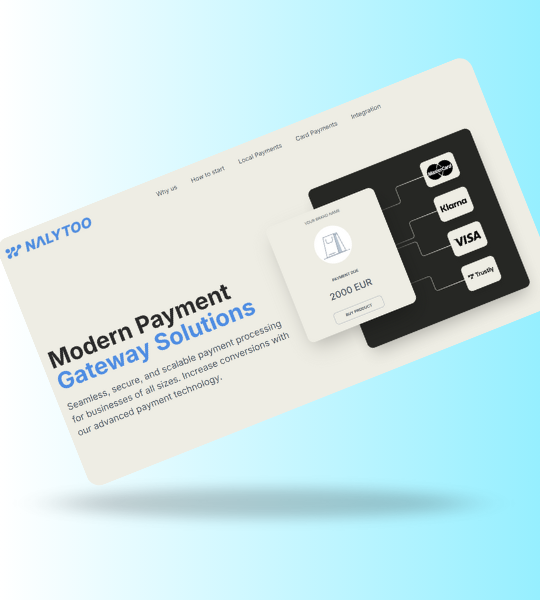 Why us
How to start
Local Payments
Card Payments
Integration
NALYTOO
Modern Payment
Gateway Solutions
Seamless, secure, and scalable payment processing
for businesses of all sizes. Increase conversions with
our advanced payment technology.
YOUR BRAND NAME
PAYMENT DUE
2000 EUR
BUY PRODUCT
MasterCard
Klarna
VISA
Trustly